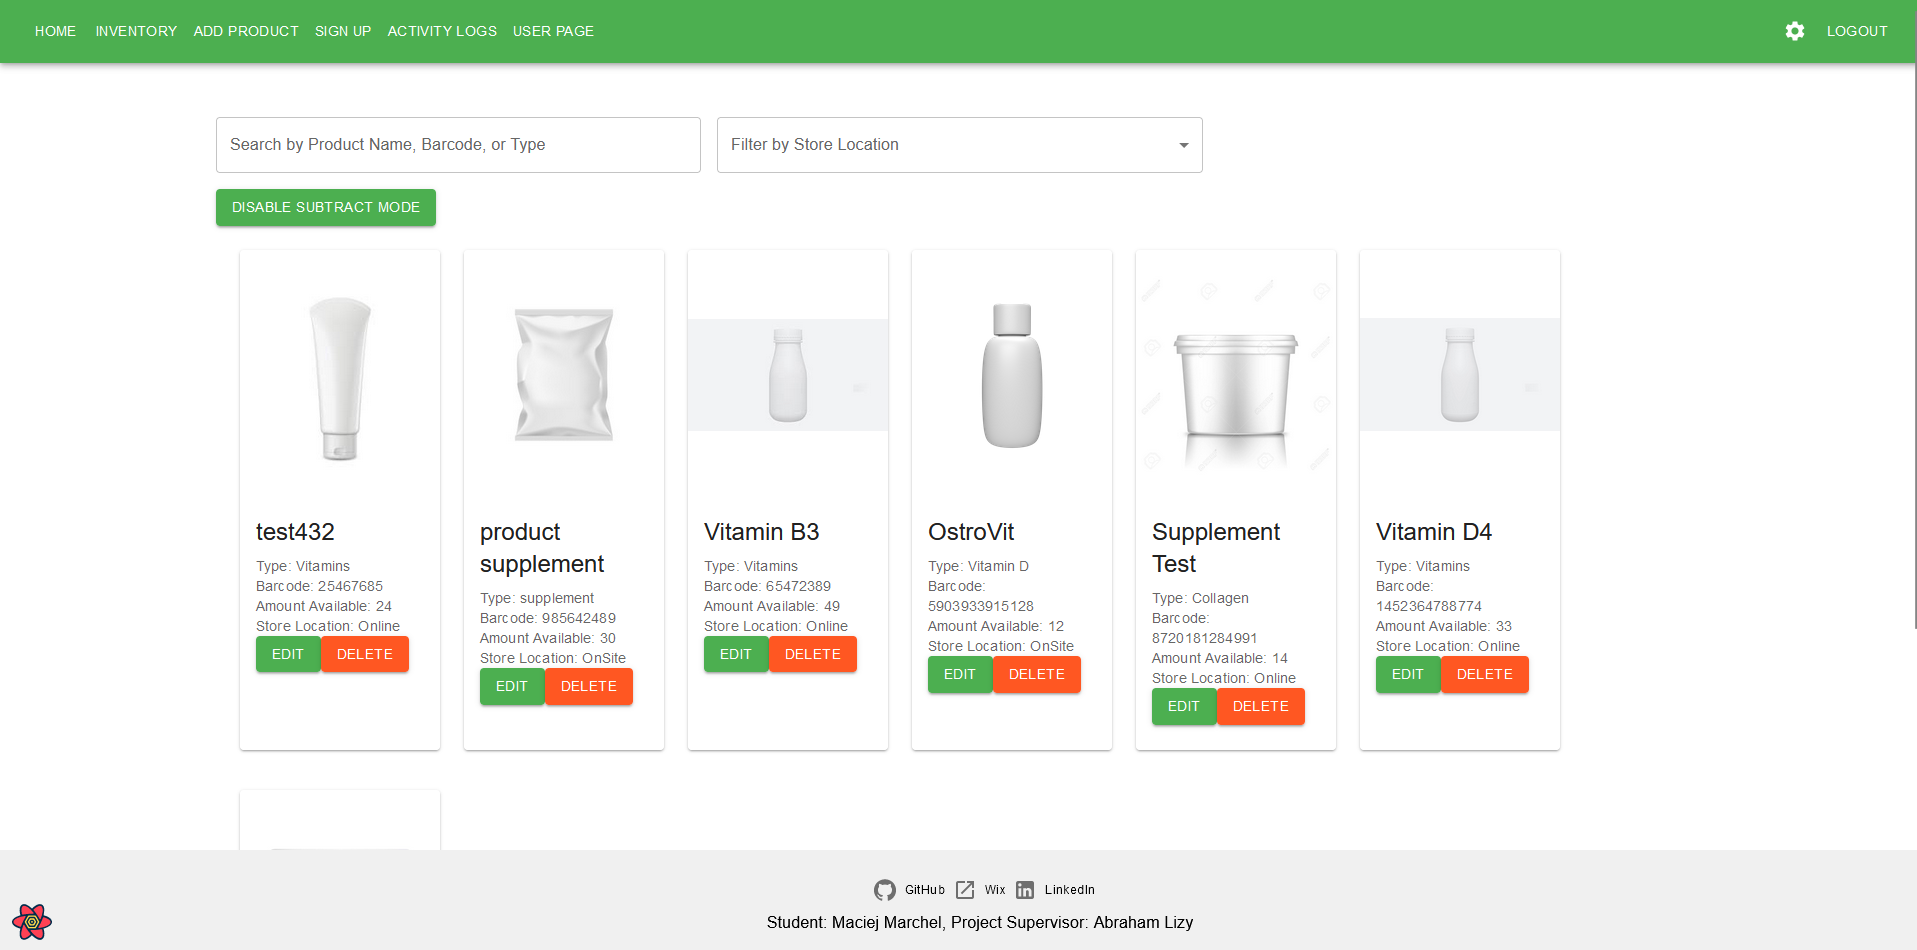 HOME INVENTORY ADD PRODUCT SIGN UP ACTIVITY LOGS USER PAGE LOGOUT
Search by Product Name, Barcode, or Type
Filter by Store Location
DISABLE SUBTRACT MODE
test432
Type: Vitamins
Barcode: 25467685
Amount Available: 24
Store Location: Online
EDIT DELETE
product
supplement
Type: supplement
Barcode: 985642489
Amount Available: 30
Store Location: OnSite
EDIT DELETE
Vitamin B3
Type: Vitamins
Barcode: 65472389
Amount Available: 49
Store Location: Online
EDIT DELETE
OstroVit
Type: Vitamin D
Barcode:
5903933915128
Amount Available: 12
Store Location: OnSite
EDIT DELETE
Supplement
Test
Type: Collagen
Barcode:
8720181284991
Amount Available: 14
Store Location: Online
EDIT DELETE
Vitamin D4
Type: Vitamins
Barcode:
1452364788774
Amount Available: 33
Store Location: Online
EDIT DELETE
GitHub Wix LinkedIn
Student: Maciej Marchel, Project Supervisor: Abraham Lizy